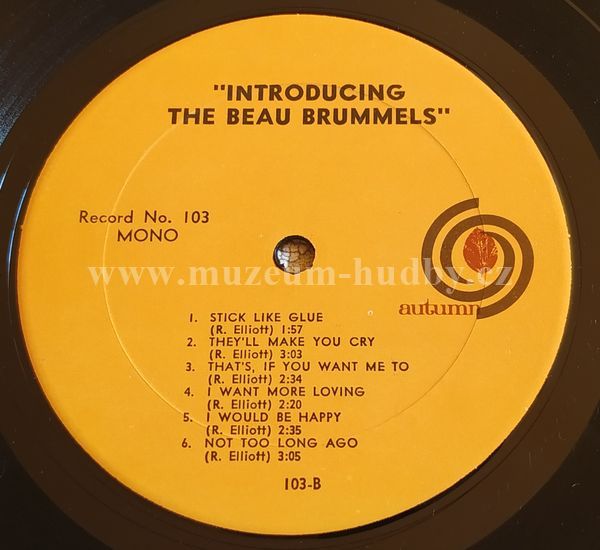 "INTRODUCING
THE BEAU BRUMMELS"
Record No. 103
MONO
www.muzeum-hudby.cz
autumn
1. STICK LIKE GLUE
(R. Elliott) 1:57
2. THEY'LL MAKE YOU CRY
(R. Elliott) 3:03
3. THAT'S, IF YOU WANT ME TO
(R. Elliott) 2:34
4. I WANT MORE LOVING
(R. Elliott) 2:20
5. I WOULD BE HAPPY
(R. Elliott) 2:35
6. NOT TOO LONG AGO
(R. Elliott) 3:05
103-B